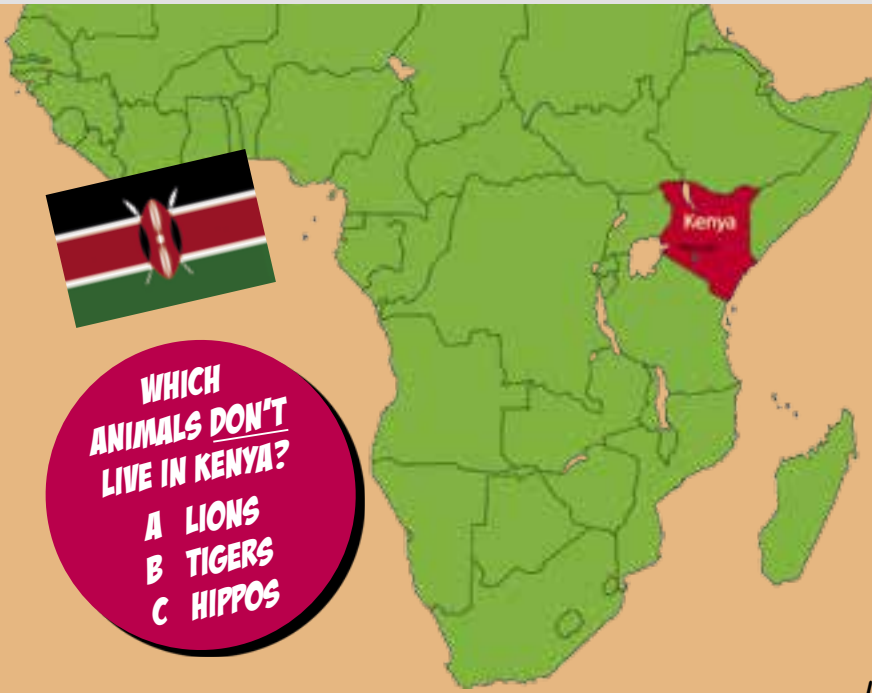 Kenya
WHICH
ANIMALS DON'T
LIVE IN KENYA?
A LIONS
B TIGERS
C HIPPOS